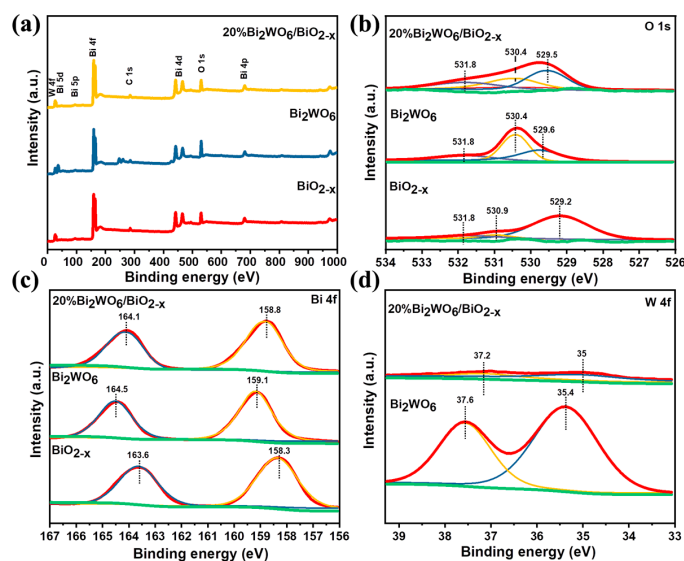 (a)
20%Bi2WO6/BiO2-x
W 4f
Bi 5d
Bi 5p
Bi 4f
C 1s
Bi 4d
O 1s
Bi 4p
Bi2WO6
BiO2-x
Intensity (a.u.)
0 100 200 300 400 500 600 700 800 900 1000
Binding energy (eV)
(b)
O 1s
20%Bi2WO6/BiO2-x
531.8
530.4
529.5
Bi2WO6
531.8
530.4
529.6
BiO2-x
531.8
530.9
529.2
Intensity (a.u.)
534 533 532 531 530 529 528 527 526
Binding energy (eV)
(c)
Bi 4f
20%Bi2WO6/BiO2-x
164.1
158.8
Bi2WO6
164.5
159.1
BiO2-x
163.6
158.3
Intensity (a.u.)
167 166 165 164 163 162 161 160 159 158 157 156
Binding energy (eV)
(d)
W 4f
20%Bi2WO6/BiO2-x
37.2
35
Bi2WO6
37.6
35.4
Intensity (a.u.)
39 38 37 36 35 34 33
Binding energy (eV)